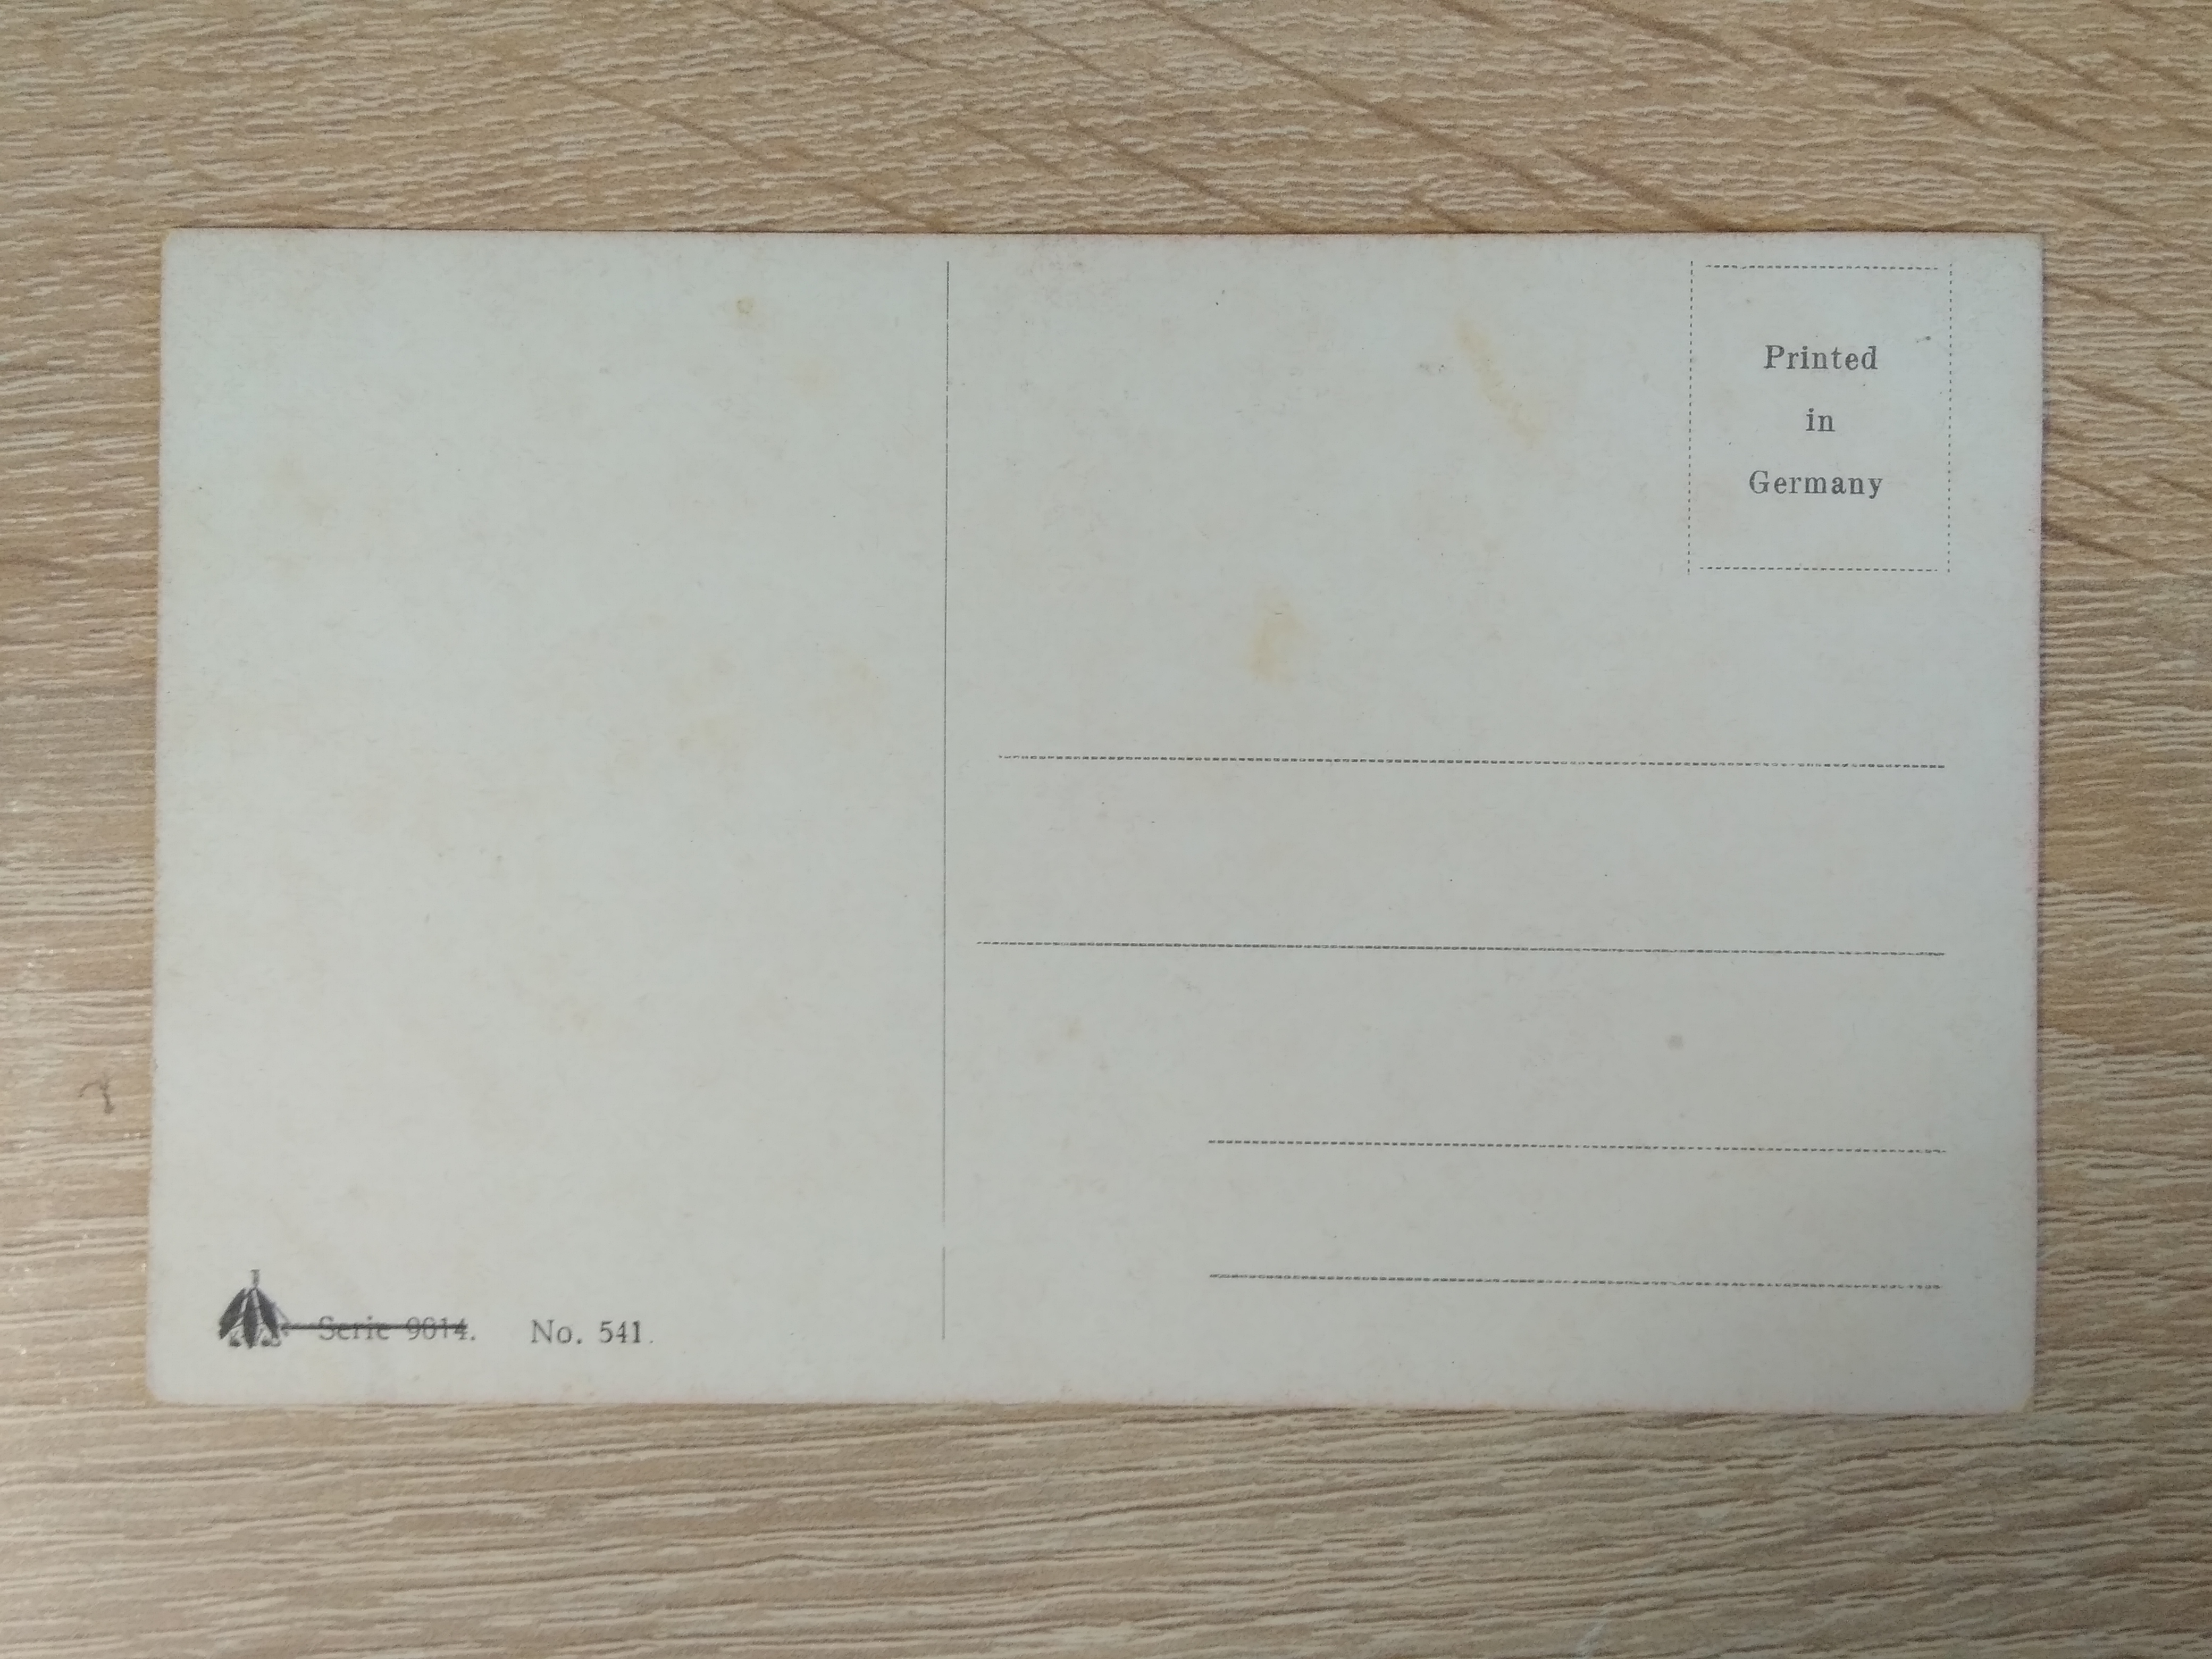 Printed
in
Germany
Serie 9014. No. 541.